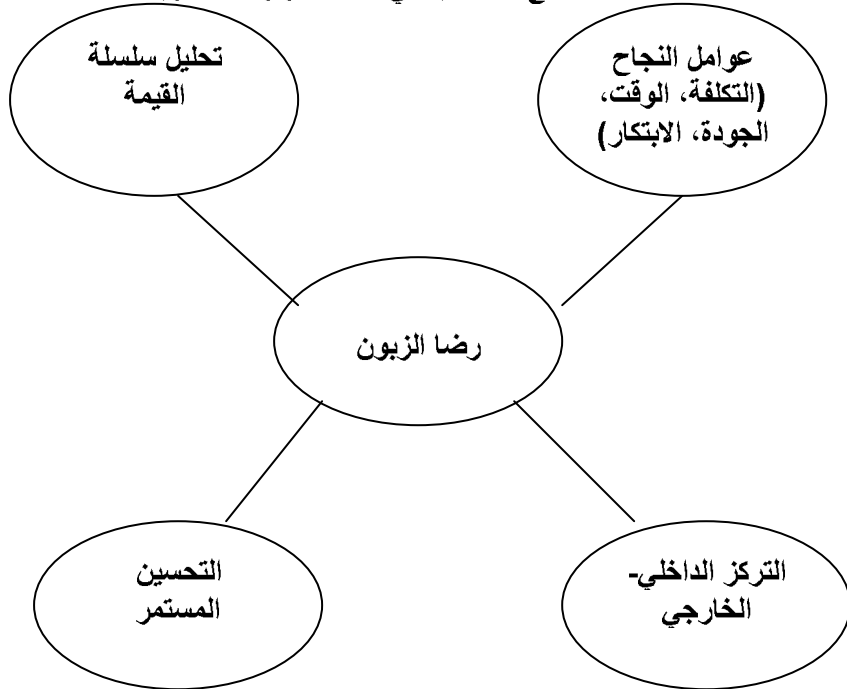 عوامل النجاح
(التكلفة، الوقت،
الجودة، الابتكار)
تحليل سلسلة
القيمة
رضا الزبون
التركز الداخلي-
الخارجي
التحسين
المستمر